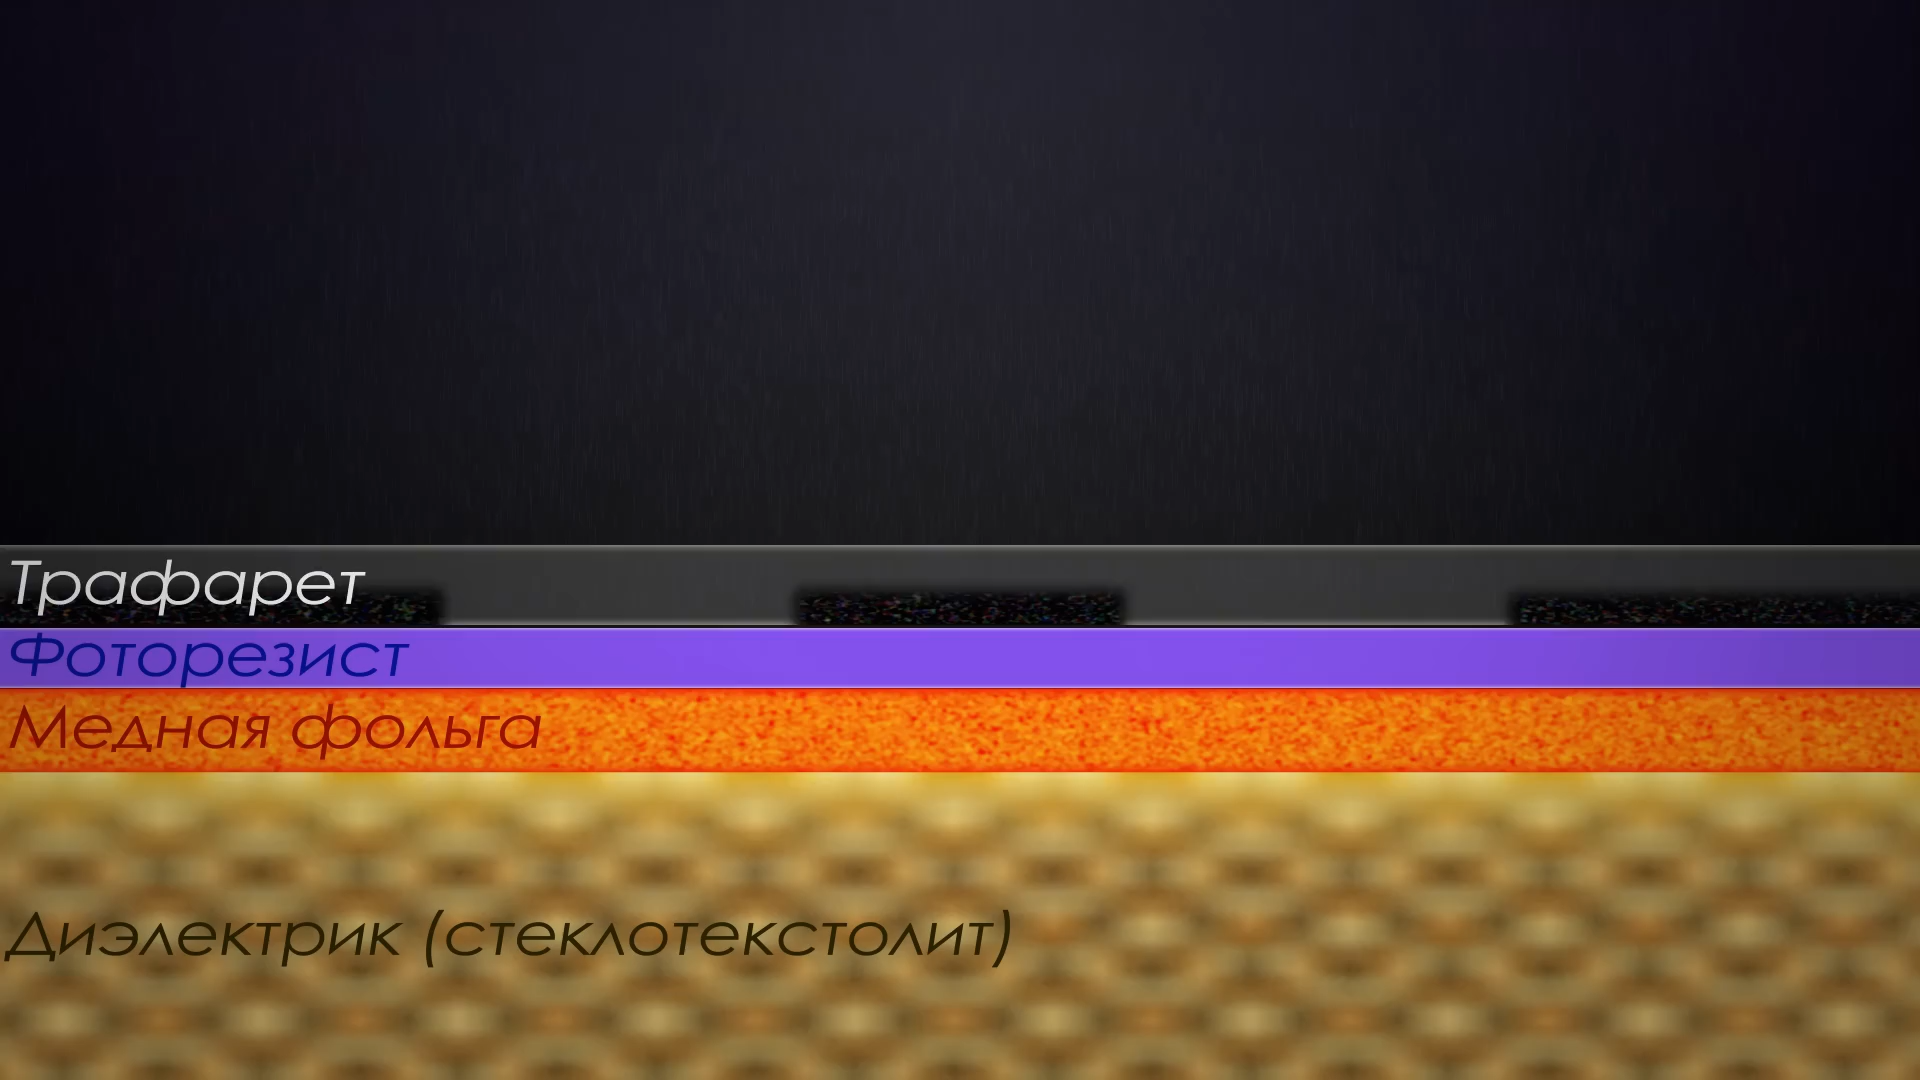 Трафарет
Фоторезист
Медная фольга
Диэлектрик (стеклотекстолит)